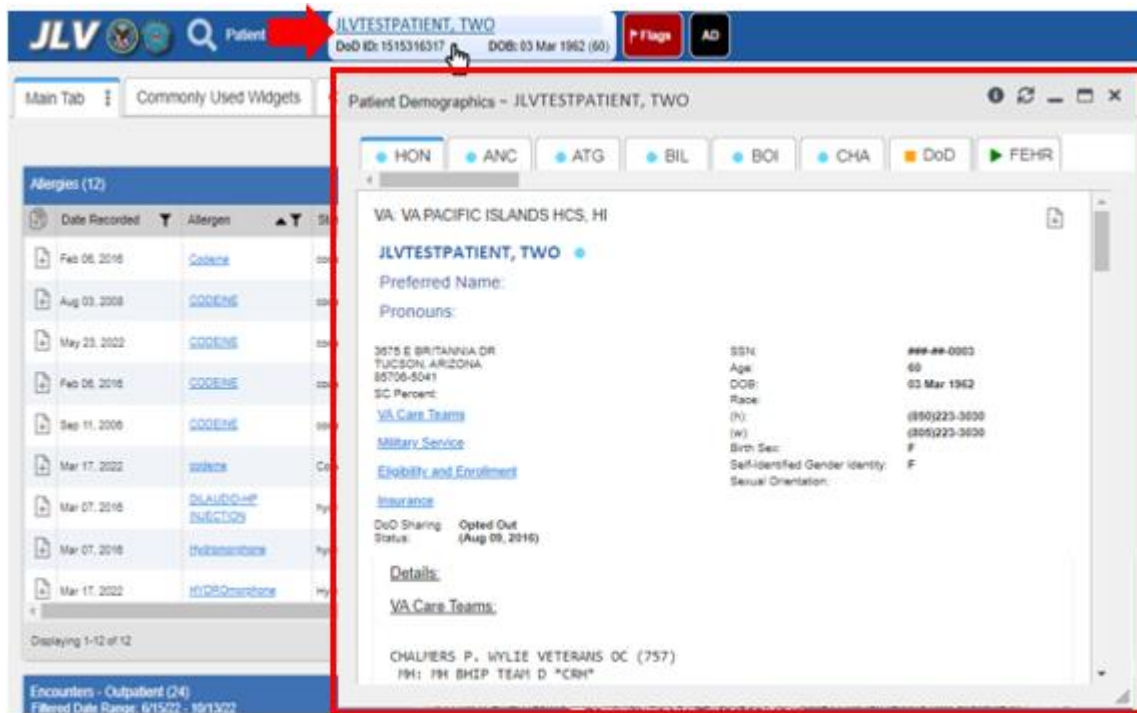 JLV Patient
JLVTESTPATIENT, TWO
DoD ID: 1515316317 DOB: 03 Mar 1962 (60)
Flags AD
Main Tab Commonly Used Widgets
Patient Demographics - JLVTESTPATIENT, TWO
HON ANC ATG BIL BOI CHA DoD FEHR
VA: VA PACIFIC ISLANDS HCS, HI
JLVTESTPATIENT, TWO
Preferred Name:
Pronouns:
3675 E BRITANNIA DR
TUCSON, ARIZONA
85706-5041
SC Percent:
VA Care Teams
Military Service
Eligibility and Enrollment
Insurance
DoD Sharing Status: Opted Out (Aug 09, 2016)
SSN: ###-##-0003
Age: 60
DOB: 03 Mar 1962
Race:
(h): (850)223-3030
(w): (805)223-3030
Birth Sex: F
Self-Identified Gender Identity: F
Sexual Orientation:
Details:
VA Care Teams:
CHALMERS P. WYLIE VETERANS OC (757)
MH: MH BHIP TEAM D *CRH*
Allergies (12)
Date Recorded Allergen
Feb 06, 2016 Codeine
Aug 03, 2008 CODEINE
May 23, 2022 CODEINE
Feb 06, 2016 CODEINE
Sep 11, 2006 CODEINE
Mar 17, 2022 codeine
Mar 07, 2016 DILAUDID-HP INJECTION
Mar 07, 2016 Hydromorphone
Mar 17, 2022 HYDROmorphone
Displaying 1-12 of 12
Encounters - Outpatient (24)
Filtered Date Range: 6/15/22 - 10/13/22